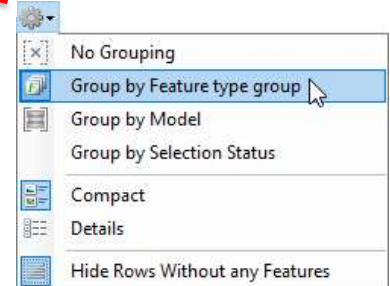 No Grouping
Group by Feature type group
Group by Model
Group by Selection Status
Compact
Details
Hide Rows Without any Features